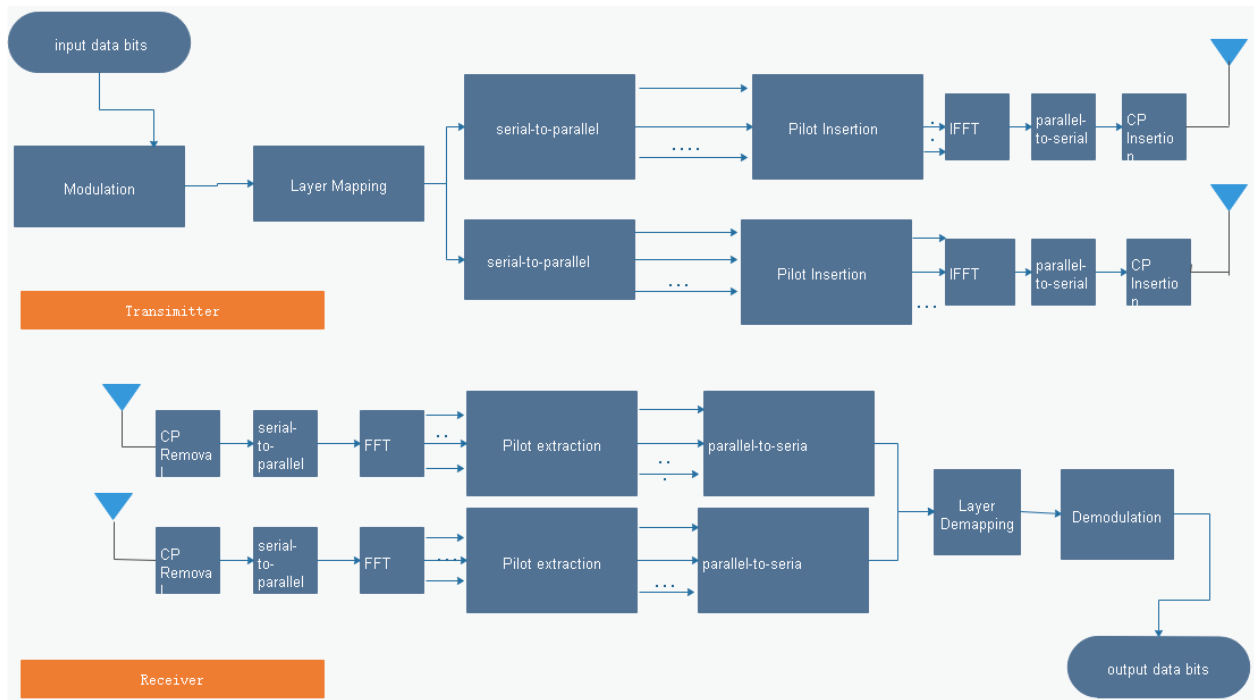 input data bits
Modulation
Layer Mapping
serial-to-parallel
....
Pilot Insertion
. .
.
IFFT
parallel-
to-serial
CP
Insertio
n
serial-to-parallel
...
Pilot Insertion
...
IFFT
parallel-
to-serial
CP
Insertio
n
Transimitter
CP
Remova
l
serial-
to-
parallel
FFT
..
Pilot extraction
..
.
parallel-to-seria
CP
Remova
l
serial-
to-
parallel
FFT
...
Pilot extraction
...
parallel-to-seria
Layer
Demapping
Demodulation
output data bits
Receiver